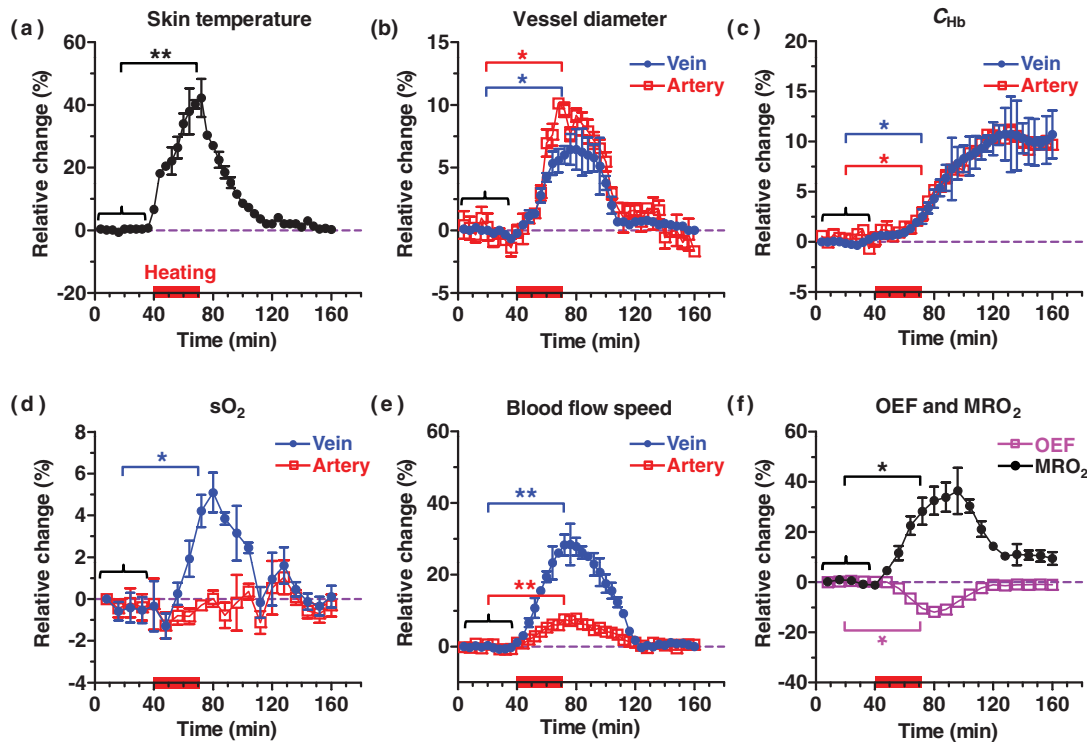 (a) Skin temperature
Relative change (%)
60
40
20
0
-20
**
Heating
0 40 80 120 160
Time (min)
(b) Vessel diameter
Relative change (%)
15
10
5
0
-5
Vein
Artery
*
*
0 40 80 120 160
Time (min)
(c) C_Hb
Relative change (%)
20
15
10
5
0
-5
Vein
Artery
*
*
0 40 80 120 160
Time (min)
(d) sO₂
Relative change (%)
8
6
4
2
0
-2
-4
Vein
Artery
*
0 40 80 120 160
Time (min)
(e) Blood flow speed
Relative change (%)
60
40
20
0
-10
Vein
Artery
**
**
0 40 80 120 160
Time (min)
(f) OEF and MRO₂
Relative change (%)
60
40
20
0
-20
-40
OEF
MRO₂
*
*
0 40 80 120 160
Time (min)